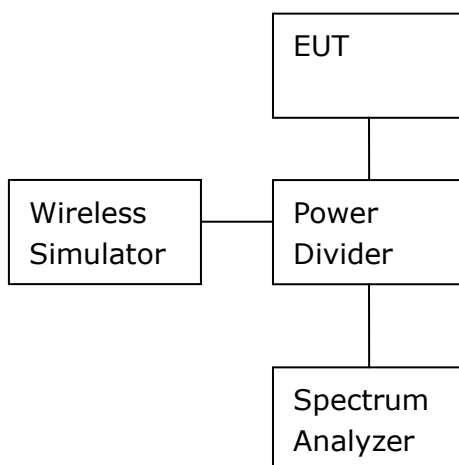 EUT
Wireless
Simulator
Power
Divider
Spectrum
Analyzer